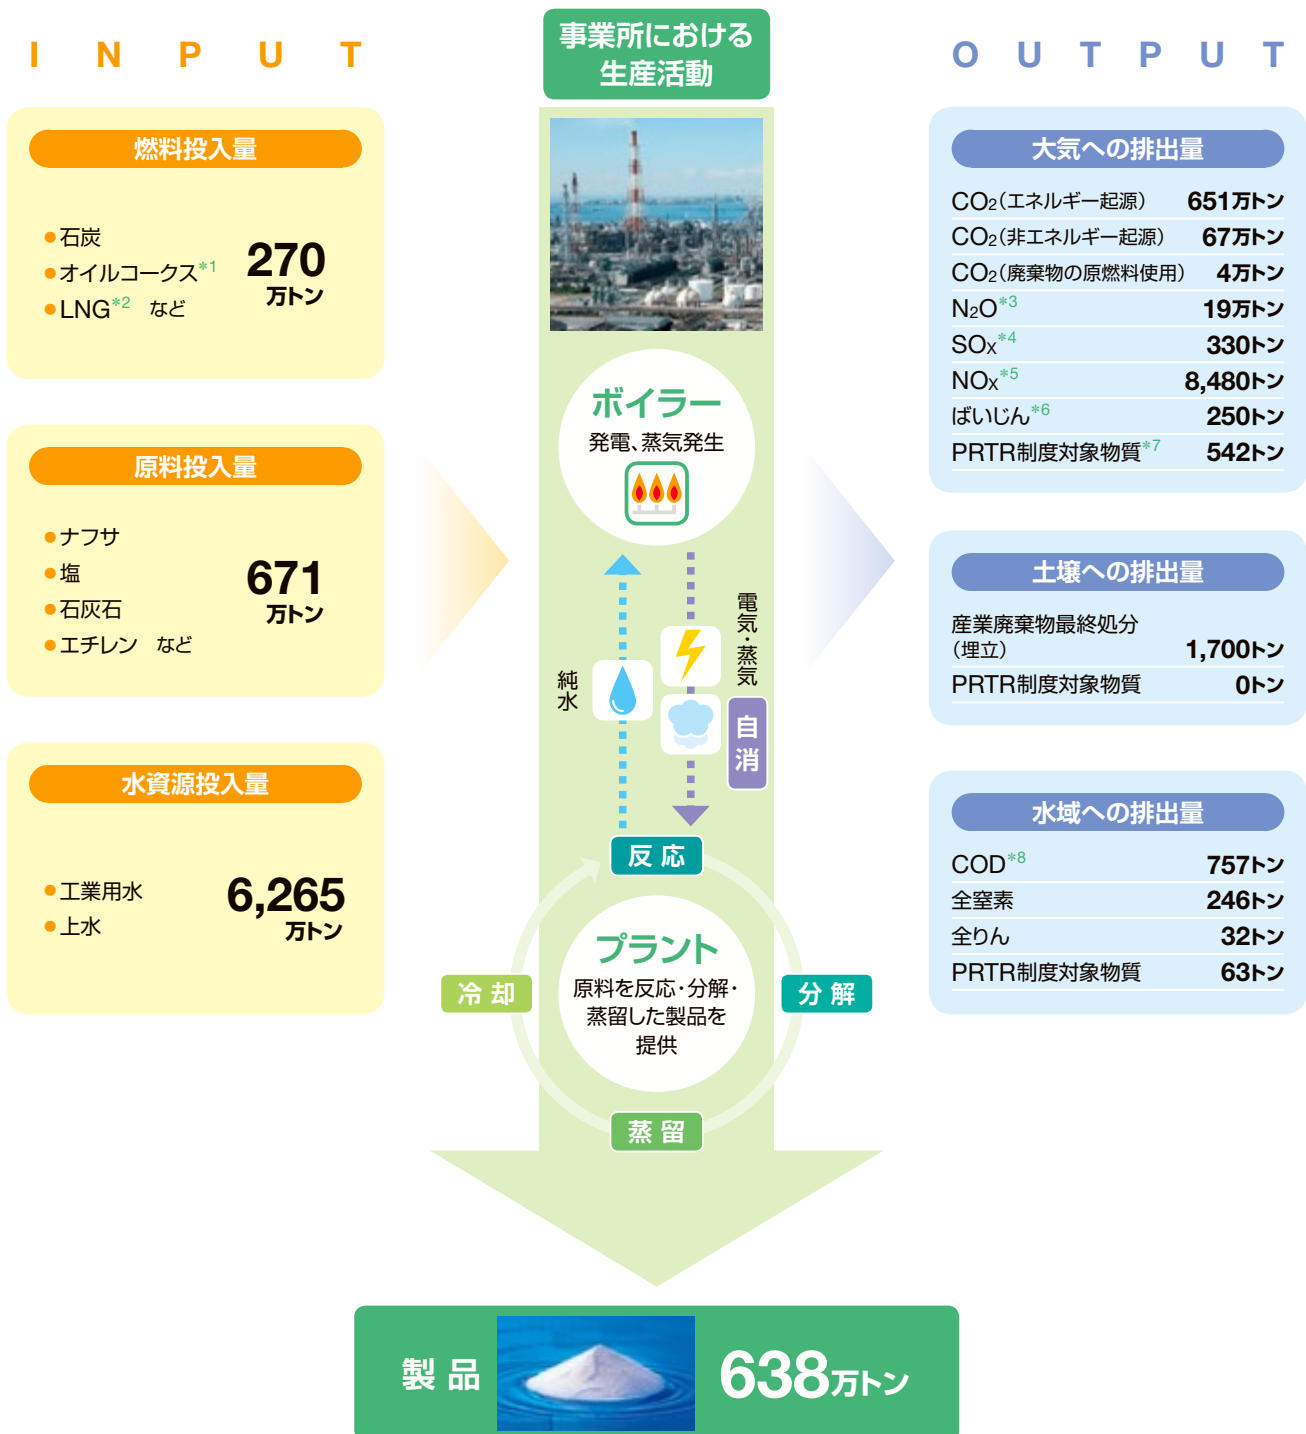 INPUT
燃料投入量
●石炭
●オイルコークス*1
●LNG*2 など
270
万トン
原料投入量
●ナフサ
●塩
●石灰石
●エチレン など
671
万トン
水資源投入量
●工業用水
●上水
6,265
万トン
事業所における
生産活動
ボイラー
発電、蒸気発生
純水
電気・蒸気
自消
反応
プラント
原料を反応・分解・
蒸留した製品を
提供
冷却
分解
蒸留
OUTPUT
大気への排出量
CO2(エネルギー起源) 651万トン
CO2(非エネルギー起源) 67万トン
CO2(廃棄物の原燃料使用) 4万トン
N2O*3 19万トン
SOX*4 330トン
NOX*5 8,480トン
ばいじん*6 250トン
PRTR制度対象物質*7 542トン
土壌への排出量
産業廃棄物最終処分
(埋立) 1,700トン
PRTR制度対象物質 0トン
水域への排出量
COD*8 757トン
全窒素 246トン
全りん 32トン
PRTR制度対象物質 63トン
製品 638万トン